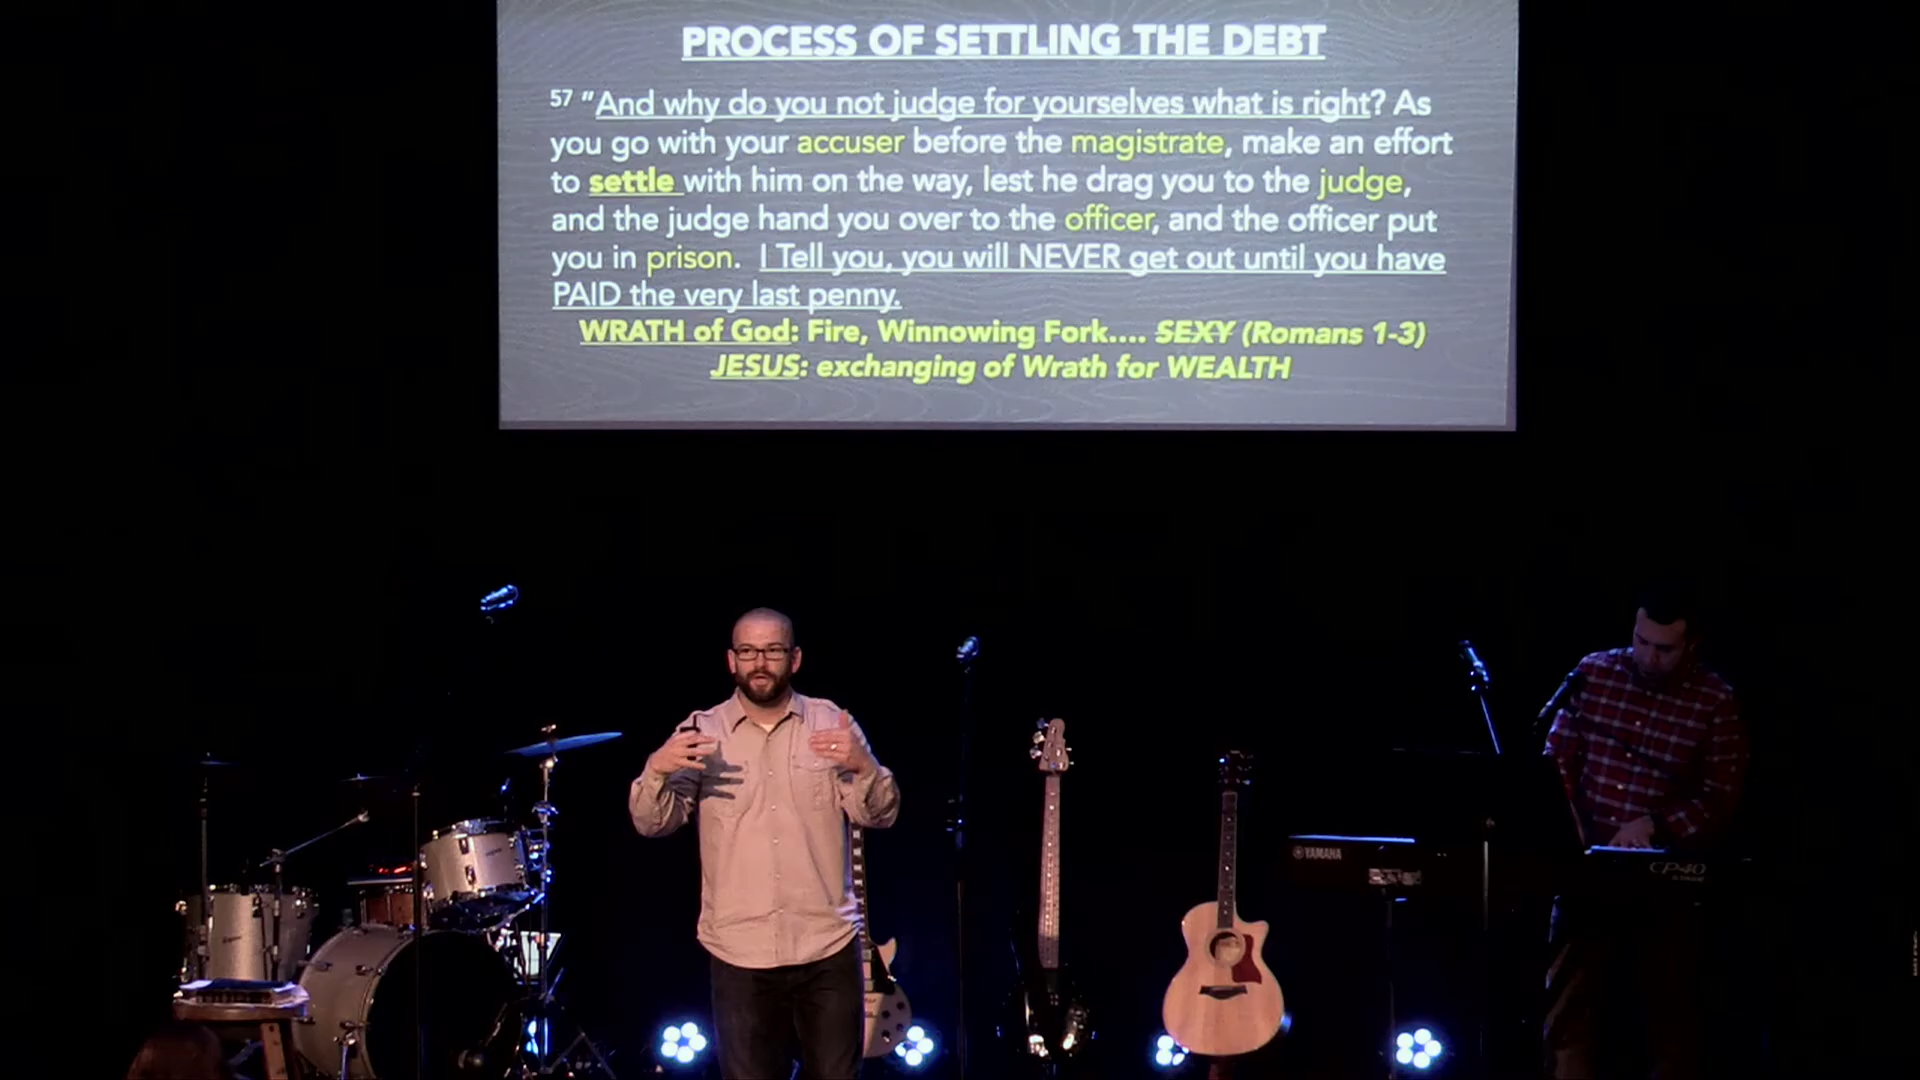 PROCESS OF SETTLING THE DEBT
57 "And why do you not judge for yourselves what is right? As
you go with your accuser before the magistrate, make an effort
to settle with him on the way, lest he drag you to the judge,
and the judge hand you over to the officer, and the officer put
you in prison. I Tell you, you will NEVER get out until you have
PAID the very last penny.
WRATH of God: Fire, Winnowing Fork.... SEXY (Romans 1-3)
JESUS: exchanging of Wrath for WEALTH
YAMAHA
CP40